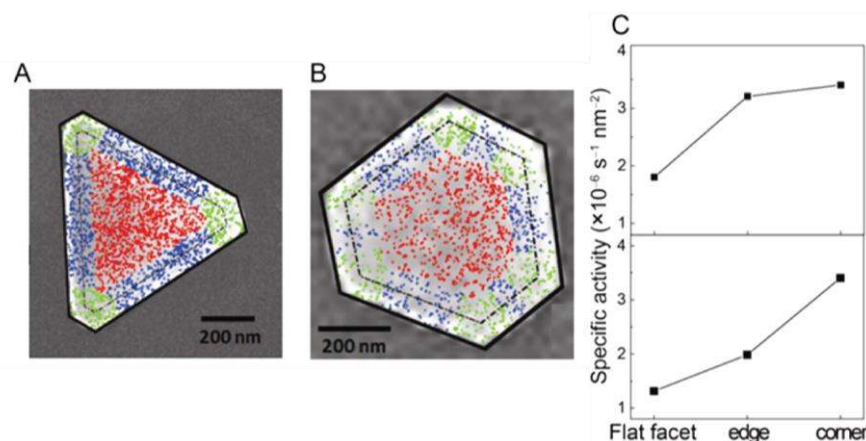 A
B
C
200 nm
200 nm
Specific activity (×10⁻⁶ s⁻¹ nm⁻²)
4
3
2
1
4
3
2
1
Flat facet edge corner